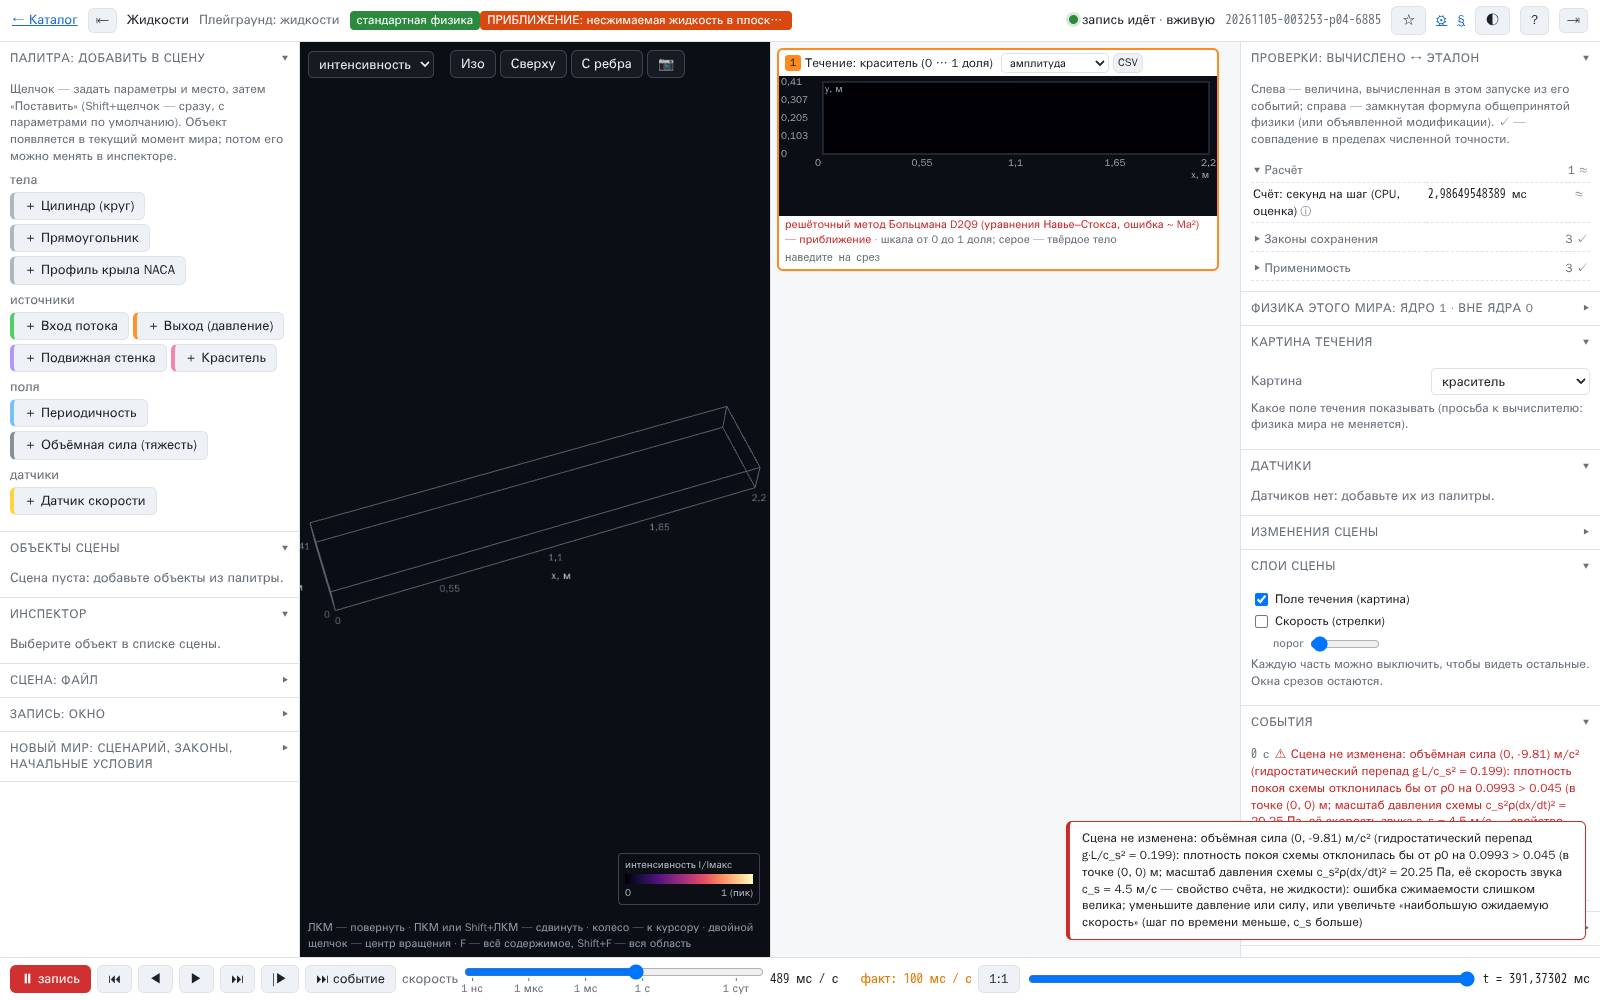 ← Каталог
⇤
Жидкости
Плейграунд: жидкости
стандартная физика
ПРИБЛИЖЕНИЕ: несжимаемая жидкость в плоск⋯
запись идёт · вживую
20261105-003253-p04-6885
☆
⚙
§
?
⇥
ПАЛИТРА: ДОБАВИТЬ В СЦЕНУ
Щелчок — задать параметры и место, затем
«Поставить» (Shift+щелчок — сразу, с
параметрами по умолчанию). Объект
появляется в текущий момент мира; потом его
можно менять в инспекторе.
тела
+ Цилиндр (круг)
+ Прямоугольник
+ Профиль крыла NACA
источники
+ Вход потока
+ Выход (давление)
+ Подвижная стенка
+ Краситель
поля
+ Периодичность
+ Объёмная сила (тяжесть)
датчики
+ Датчик скорости
ОБЪЕКТЫ СЦЕНЫ
Сцена пуста: добавьте объекты из палитры.
ИНСПЕКТОР
Выберите объект в списке сцены.
СЦЕНА: ФАЙЛ
ЗАПИСЬ: ОКНО
НОВЫЙ МИР: СЦЕНАРИЙ, ЗАКОНЫ,
НАЧАЛЬНЫЕ УСЛОВИЯ
интенсивность
Изо
Сверху
С ребра
41
0
0
0,55
1,1
x, м
1,65
2,2
интенсивность I/Iмакс
0
1 (пик)
ЛКМ — повернуть · ПКМ или Shift+ЛКМ — сдвинуть · колесо — к курсору · двойной
щелчок — центр вращения · F — всё содержимое, Shift+F — вся область
1
Течение: краситель (0 ⋯ 1 доля)
амплитуда
CSV
0,41
0,307
0,205
0,103
0
y, м
0
0,55
1,1
1,65
2,2
x, м
решёточный метод Больцмана D2Q9 (уравнения Навье–Стокса, ошибка ~ Ma²)
— приближение · шкала от 0 до 1 доля; серое — твёрдое тело
наведите на срез
ПРОВЕРКИ: ВЫЧИСЛЕНО ↔ ЭТАЛОН
Слева — величина, вычисленная в этом запуске из его
событий; справа — замкнутая формула общепринятой
физики (или объявленной модификации). ✓ —
совпадение в пределах численной точности.
Расчёт
1 ≈
Счёт: секунд на шаг (CPU,
оценка) ⓘ
2,98649548389 мс
≈
Законы сохранения
3 ✓
Применимость
3 ✓
ФИЗИКА ЭТОГО МИРА: ЯДРО 1 · ВНЕ ЯДРА 0
КАРТИНА ТЕЧЕНИЯ
Картина
краситель
Какое поле течения показывать (просьба к вычислителю:
физика мира не меняется).
ДАТЧИКИ
Датчиков нет: добавьте их из палитры.
ИЗМЕНЕНИЯ СЦЕНЫ
СЛОИ СЦЕНЫ
Поле течения (картина)
Скорость (стрелки)
порог
Каждую часть можно выключить, чтобы видеть остальные.
Окна срезов остаются.
СОБЫТИЯ
0 с ⚠ Сцена не изменена: объёмная сила (0, -9.81) м/с²
(гидростатический перепад g·L/c_s² = 0.199): плотность
покоя схемы отклонилась бы от ρ0 на 0.0993 > 0.045 (в
точке (0, 0) м; масштаб давления схемы c_s²ρ(dx/dt)² =
20.25 Па, её скорость звука c_s = 4.5 м/с — свойство
Сцена не изменена: объёмная сила (0, -9.81) м/с² (гидростатический перепад
g·L/c_s² = 0.199): плотность покоя схемы отклонилась бы от ρ0 на 0.0993 > 0.045 (в
точке (0, 0) м; масштаб давления схемы c_s²ρ(dx/dt)² = 20.25 Па, её скорость звука
c_s = 4.5 м/с — свойство счёта, не жидкости): ошибка сжимаемости слишком
велика; уменьшите давление или силу, или увеличьте «наибольшую ожидаемую
скорость» (шаг по времени меньше, c_s больше)
⏸ запись
⏭ событие
скорость
1 нс
1 мкс
1 мс
1 с
1 сут
489 мс / с
факт: 100 мс / с
1:1
t = 391,37302 мс